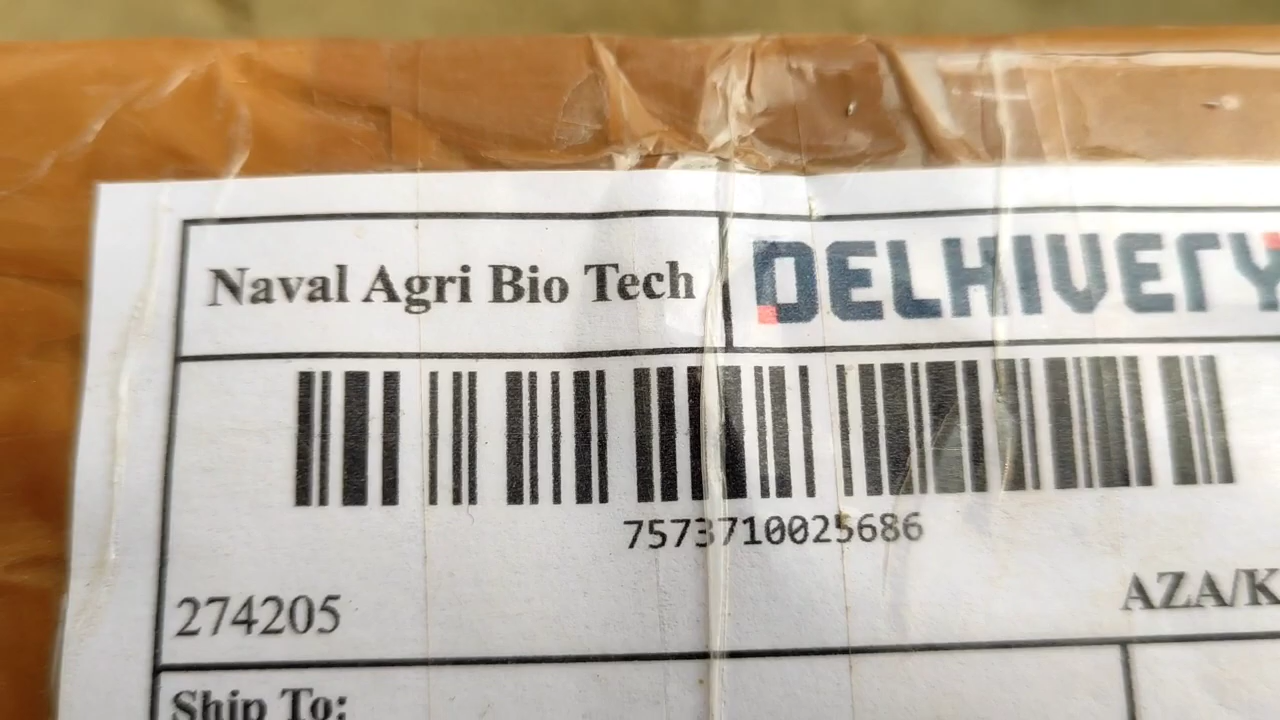 Naval Agri Bio Tech
DELHIVERY
7573710025686
274205
AZA/K
Ship To: